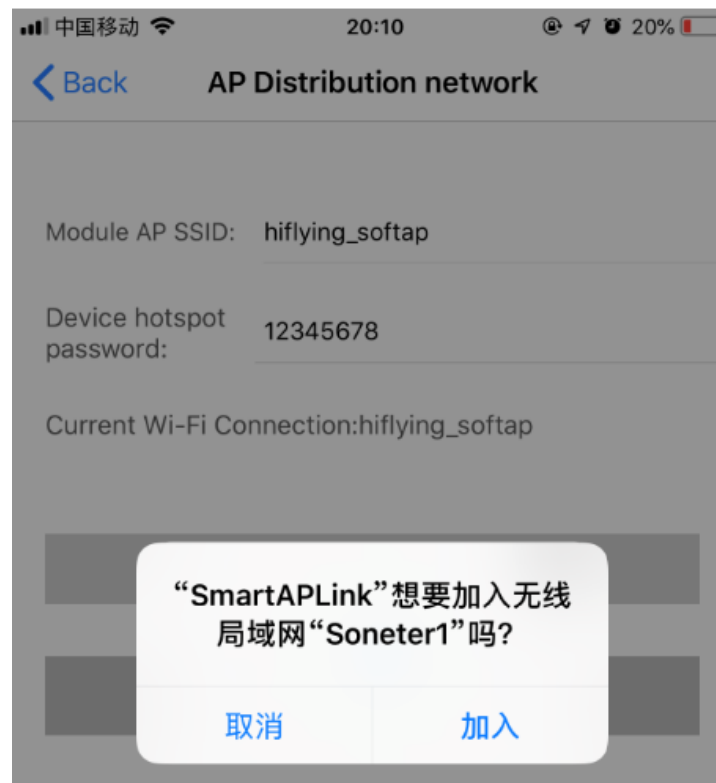 中国移动 20:10 20%
Back AP Distribution network
Module AP SSID: hiflying_softap
Device hotspot
password: 12345678
Current Wi-Fi Connection:hiflying_softap
“SmartAPLink”想要加入无线
局域网“Soneter1”吗?
取消 加入